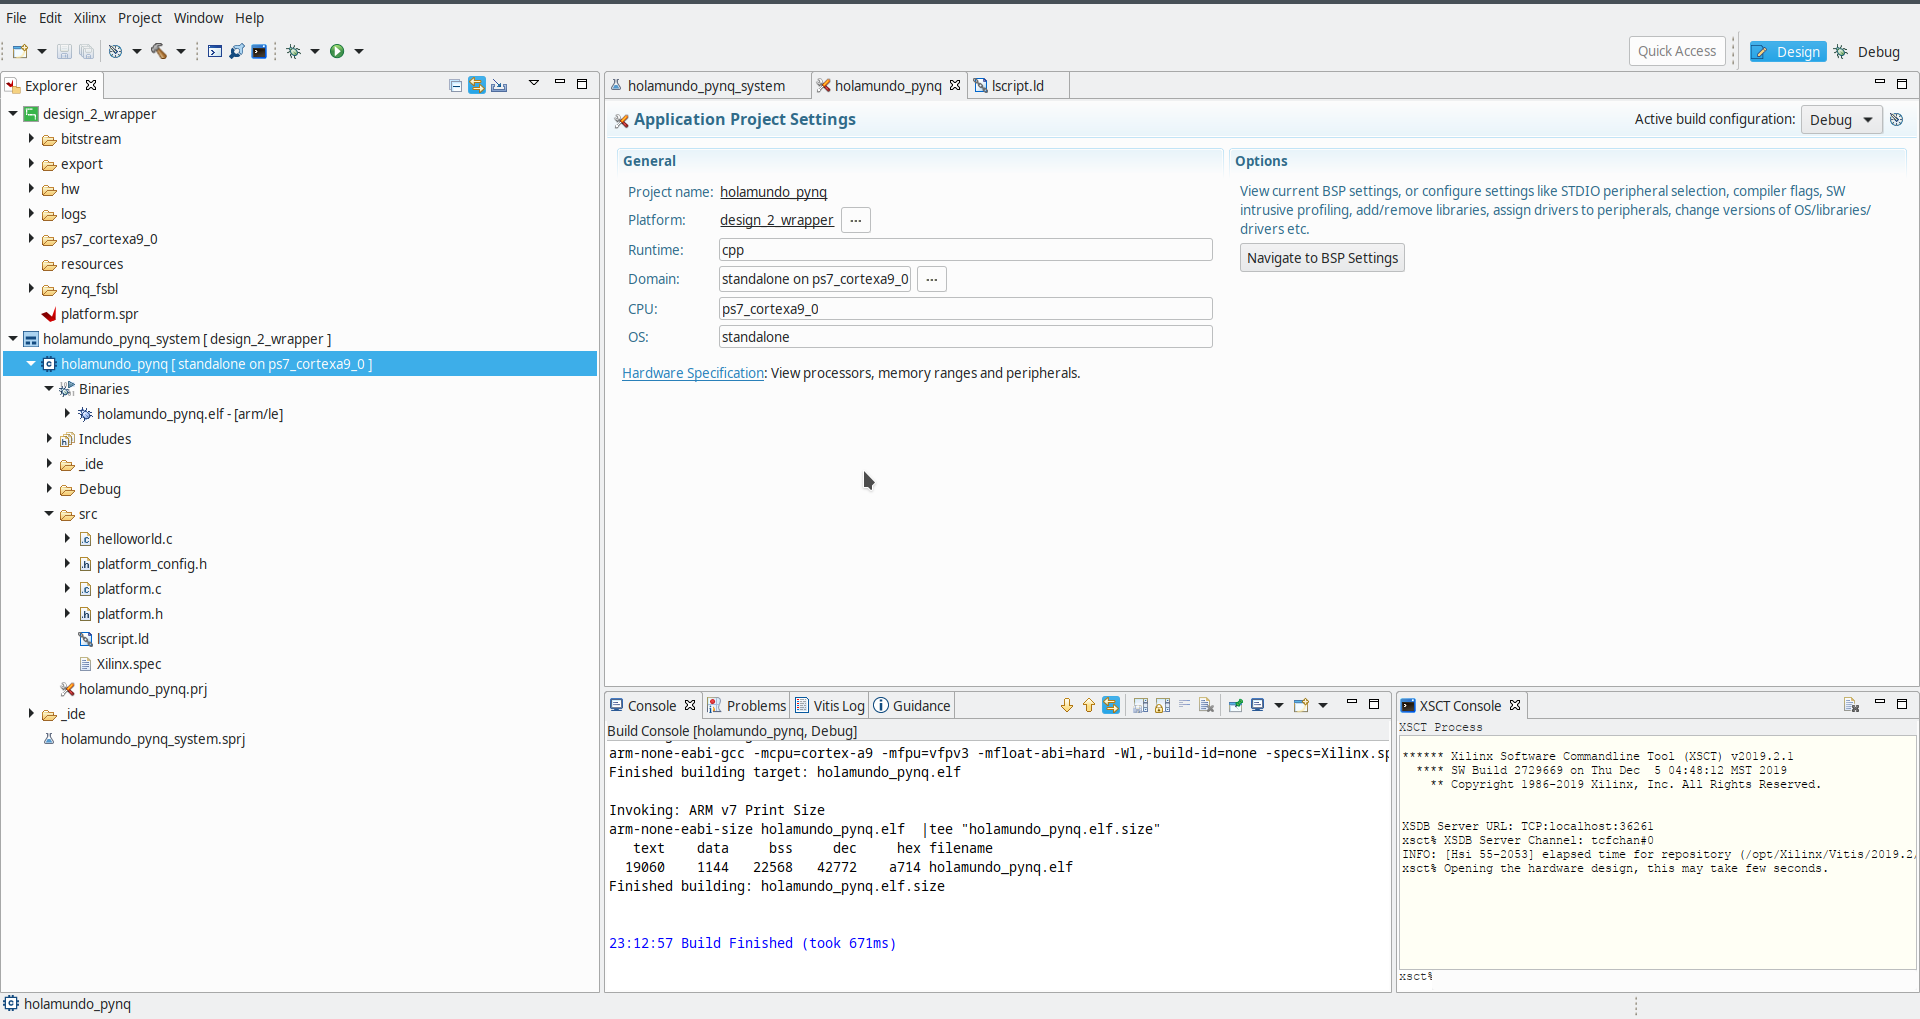 File Edit Xilinx Project Window Help
Quick Access
Design
Debug
Explorer
design_2_wrapper
bitstream
export
hw
logs
ps7_cortexa9_0
resources
zynq_fsbl
platform.spr
holamundo_pynq_system [ design_2_wrapper ]
holamundo_pynq [ standalone on ps7_cortexa9_0 ]
Binaries
holamundo_pynq.elf - [arm/le]
Includes
_ide
Debug
src
helloworld.c
platform_config.h
platform.c
platform.h
lscript.ld
Xilinx.spec
holamundo_pynq.prj
_ide
holamundo_pynq_system.sprj
holamundo_pynq_system
holamundo_pynq
lscript.ld
Application Project Settings
Active build configuration: Debug
General
Project name: holamundo_pynq
Platform: design_2_wrapper ...
Runtime: cpp
Domain: standalone on ps7_cortexa9_0 ...
CPU: ps7_cortexa9_0
OS: standalone
Hardware Specification: View processors, memory ranges and peripherals.
Options
View current BSP settings, or configure settings like STDIO peripheral selection, compiler flags, SW
intrusive profiling, add/remove libraries, assign drivers to peripherals, change versions of OS/libraries/
drivers etc.
Navigate to BSP Settings
Console
Problems
Vitis Log
Guidance
Build Console [holamundo_pynq, Debug]
arm-none-eabi-gcc -mcpu=cortex-a9 -mfpu=vfpv3 -mfloat-abi=hard -Wl,-build-id=none -specs=Xilinx.sp
Finished building target: holamundo_pynq.elf
Invoking: ARM v7 Print Size
arm-none-eabi-size holamundo_pynq.elf |tee "holamundo_pynq.elf.size"
text data bss dec hex filename
19060 1144 22568 42772 a714 holamundo_pynq.elf
Finished building: holamundo_pynq.elf.size
23:12:57 Build Finished (took 671ms)
XSCT Console
XSCT Process
****** Xilinx Software Commandline Tool (XSCT) v2019.2.1
**** SW Build 2729669 on Thu Dec 5 04:48:12 MST 2019
** Copyright 1986-2019 Xilinx, Inc. All Rights Reserved.
XSDB Server URL: TCP:localhost:36261
xsct% XSDB Server Channel: tcfchan#0
INFO: [Hsi 55-2053] elapsed time for repository (/opt/Xilinx/Vitis/2019.2,
xsct% Opening the hardware design, this may take few seconds.
xsct%
holamundo_pynq